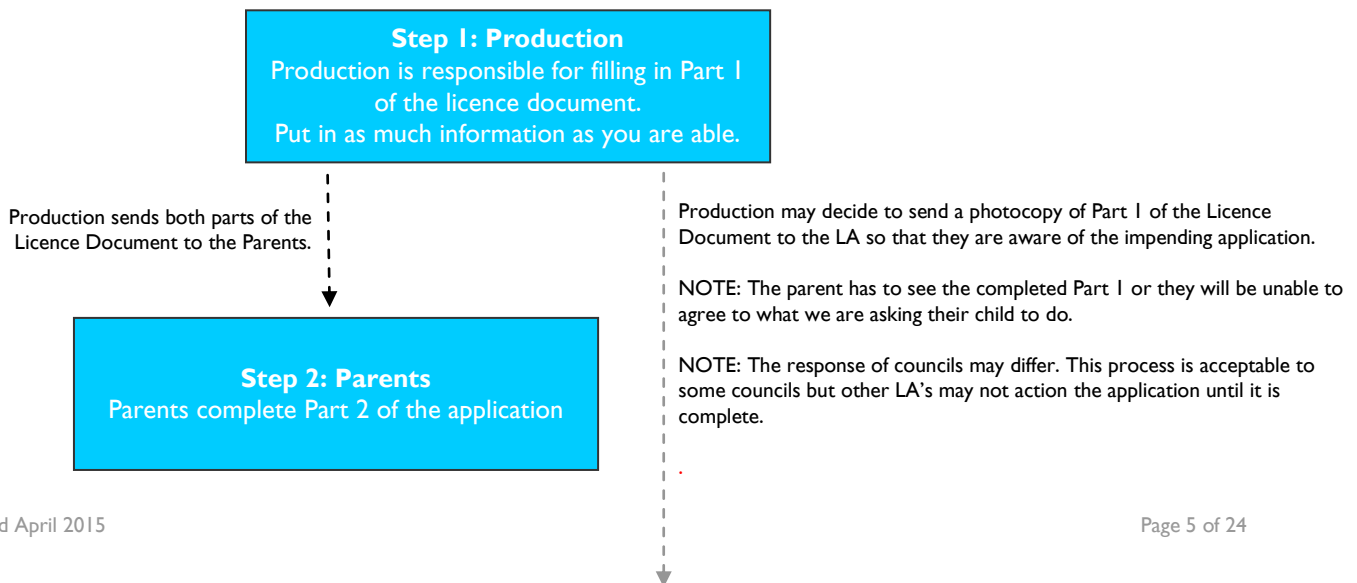 Step 1: Production
Production is responsible for filling in Part 1
of the licence document.
Put in as much information as you are able.
Production sends both parts of the
Licence Document to the Parents.
Production may decide to send a photocopy of Part 1 of the Licence
Document to the LA so that they are aware of the impending application.
NOTE: The parent has to see the completed Part 1 or they will be unable to
agree to what we are asking their child to do.
NOTE: The response of councils may differ. This process is acceptable to
some councils but other LA's may not action the application until it is
complete.
.
Step 2: Parents
Parents complete Part 2 of the application
d April 2015
Page 5 of 24